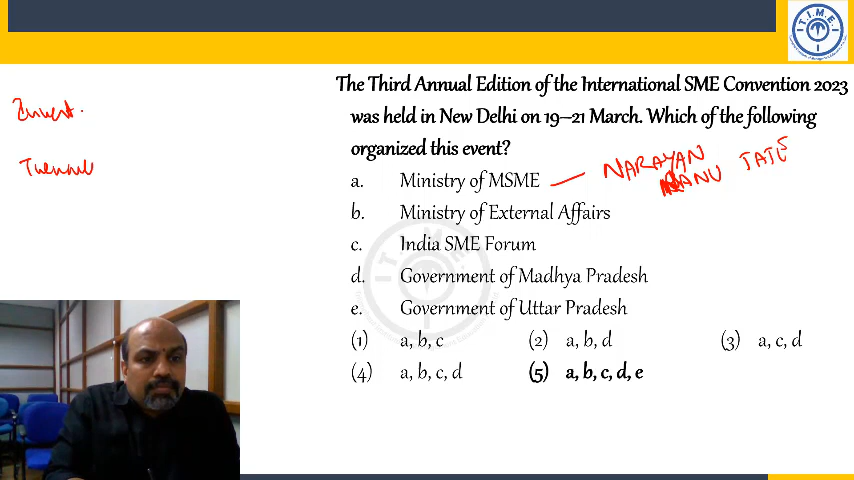 T.I.M.E.
The Third Annual Edition of the International SME Convention 2023
was held in New Delhi on 19–21 March. Which of the following
organized this event?
a. Ministry of MSME
NARAYAN
RANU TATE
b. Ministry of External Affairs
c. India SME Forum
d. Government of Madhya Pradesh
e. Government of Uttar Pradesh
(1) a, b, c (2) a, b, d (3) a, c, d
(4) a, b, c, d (5) a, b, c, d, e